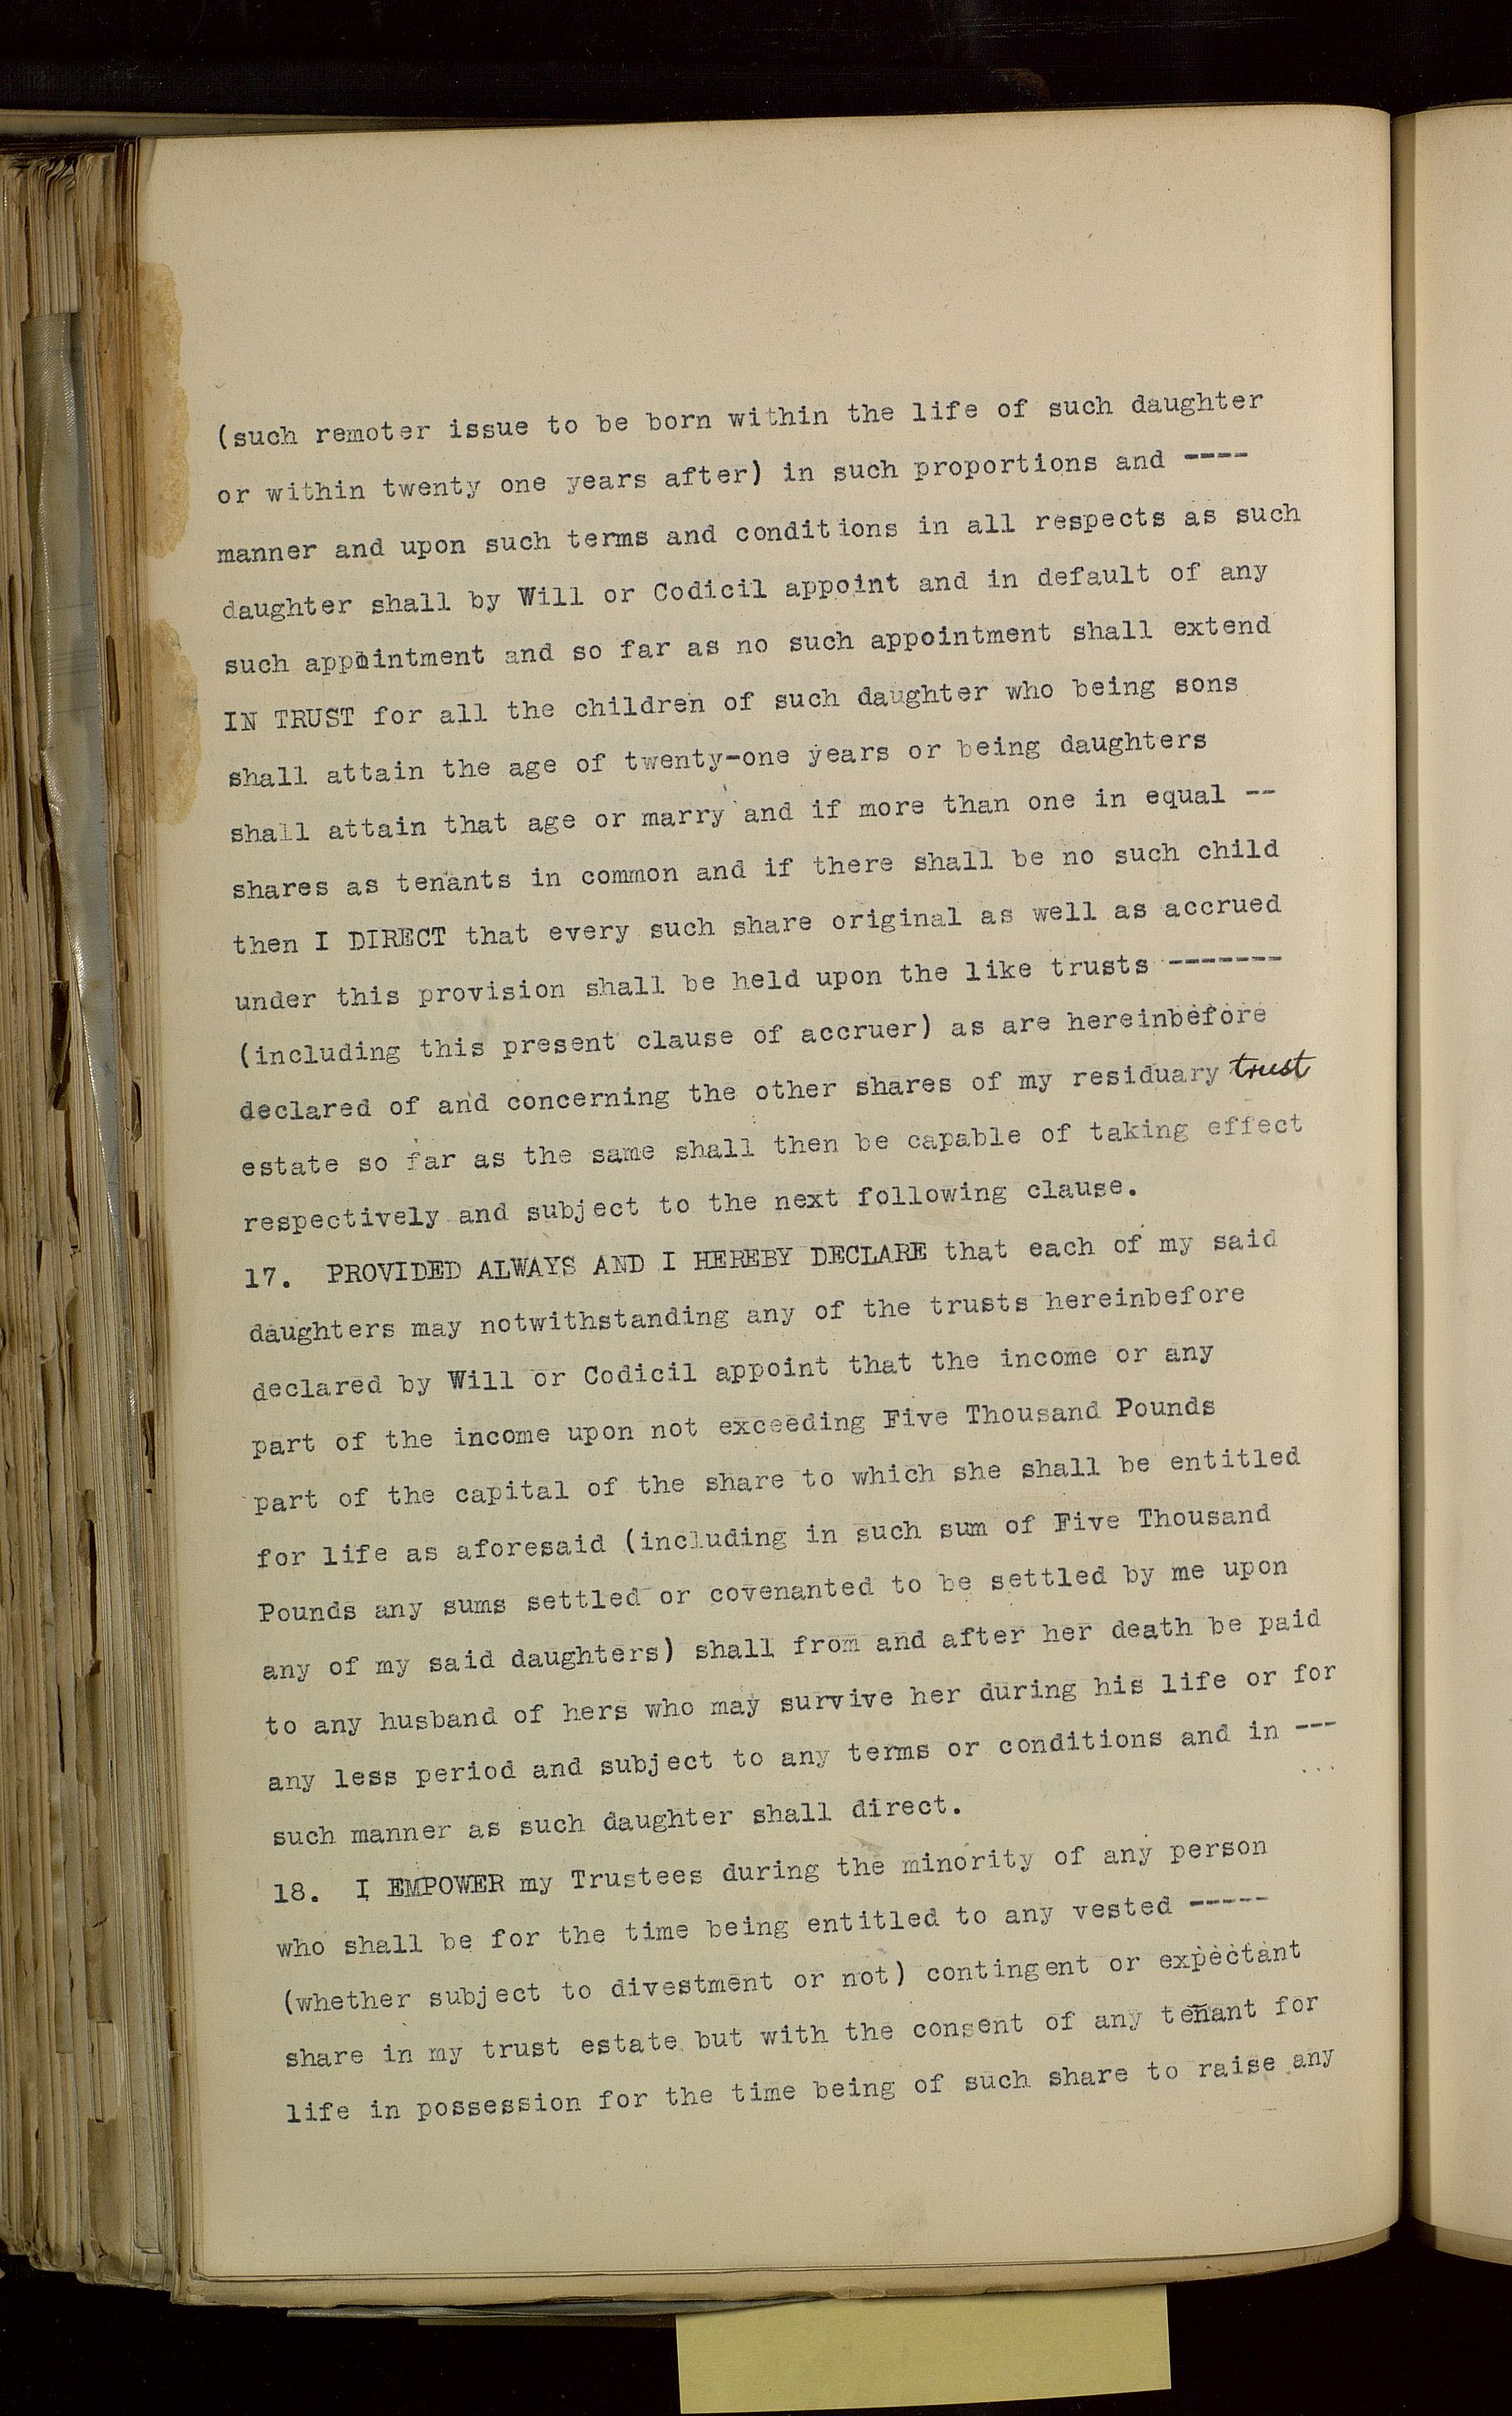 (such remoter issue to be born within the life of such daughter
or within twenty one years after) in such proportions and ----
manner and upon such terms and conditions in all respects as such
daughter shall by Will or Codicil appoint and in default of any
such appointment and so far as no such appointment shall extend
IN TRUST for all the children of such daughter who being sons
shall attain the age of twenty-one years or being daughters
shall attain that age or marry and if more than one in equal --
shares as tenants in common and if there shall be no such child
then I DIRECT that every such share original as well as accrued
under this provision shall be held upon the like trusts -------
(including this present clause of accruer) as are hereinbefore
declared of and concerning the other shares of my residuary trust
estate so far as the same shall then be capable of taking effect
respectively and subject to the next following clause.
17. PROVIDED ALWAYS AND I HEREBY DECLARE that each of my said
daughters may notwithstanding any of the trusts hereinbefore
declared by Will or Codicil appoint that the income or any
part of the income upon not exceeding Five Thousand Pounds
part of the capital of the share to which she shall be entitled
for life as aforesaid (including in such sum of Five Thousand
Pounds any sums settled or covenanted to be settled by me upon
any of my said daughters) shall from and after her death be paid
to any husband of hers who may survive her during his life or for
any less period and subject to any terms or conditions and in ---
such manner as such daughter shall direct.
18. I EMPOWER my Trustees during the minority of any person
who shall be for the time being entitled to any vested -----
(whether subject to divestment or not) contingent or expectant
share in my trust estate but with the consent of any tenant for
life in possession for the time being of such share to raise any